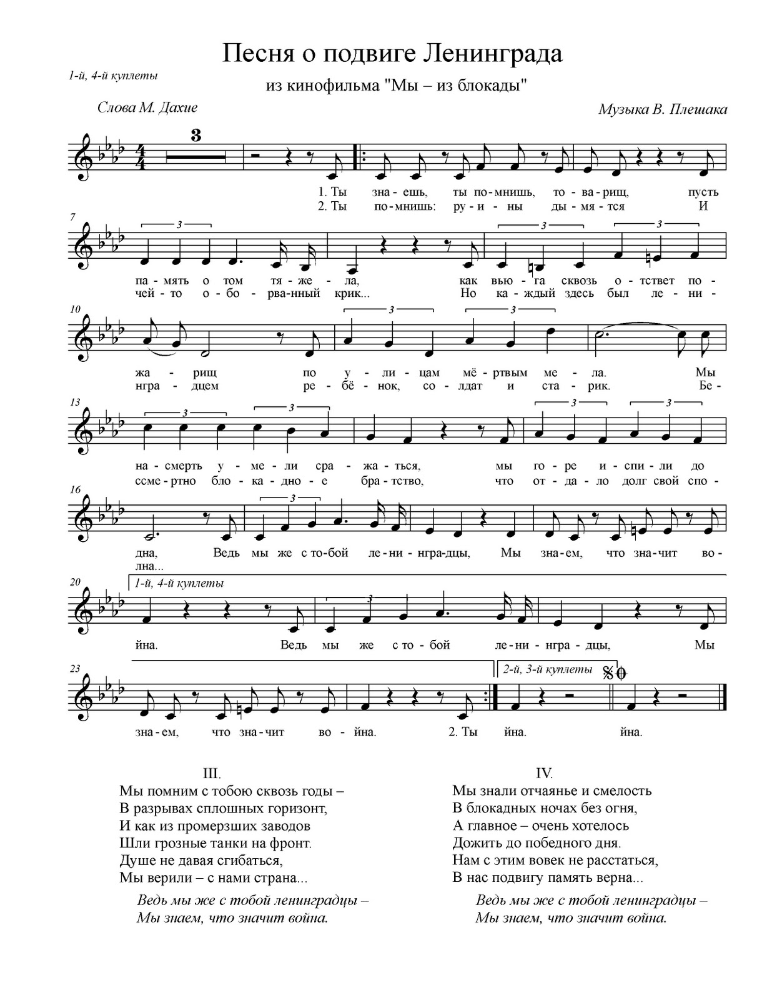 Песня о подвиге Ленинграда
1-й, 4-й куплеты
из кинофильма "Мы – из блокады"
Слова М. Дахие
Музыка В. Плешака
3
1. Ты зна - ешь, ты по - мнишь, то - ва - рищ, пусть
2. Ты по - мнишь: ру - и - ны ды - мя - тся И
7
3
3
3
па - мять о том тя - же - ла, как вью - га сквозь о - тствет по -
чей - то о - бо - рва-нный крик... Но ка - ждый здесь был ле - ни -
10
3
3
жа - рищ по у - ли - цам мё - ртвым ме - ла. Мы
нгра - дцем ре - бё - нок, со - лдат и ста - рик. Бе -
13
3
3
3
3
на - смерть у - ме - ли сра - жа - ться, мы го - ре и - спи - ли до
ссме - ртно бло - ка - дно - е бра - тство, что от - да - ло долг свой спо -
16
3
дна, Ведь мы же с то-бой ле - ни - нгра-дцы, Мы зна - ем, что зна - чит во -
лна...
20
1-й, 4-й куплеты
3
йна. Ведь мы же с то - бой ле - ни - нгра - дцы, Мы
23
2-й, 3-й куплеты
зна - ем, что зна - чит во - йна. 2. Ты йна. йна.
III.
Мы помним с тобою сквозь годы –
В разрывах сплошных горизонт,
И как из промерзших заводов
Шли грозные танки на фронт.
Душе не давая сгибаться,
Мы верили – с нами страна...
Ведь мы же с тобой ленинградцы –
Мы знаем, что значит война.
IV.
Мы знали отчаянье и смелость
В блокадных ночах без огня,
А главное – очень хотелось
Дожить до победного дня.
Нам с этим вовек не расстаться,
В нас подвигу память верна...
Ведь мы же с тобой ленинградцы –
Мы знаем, что значит война.